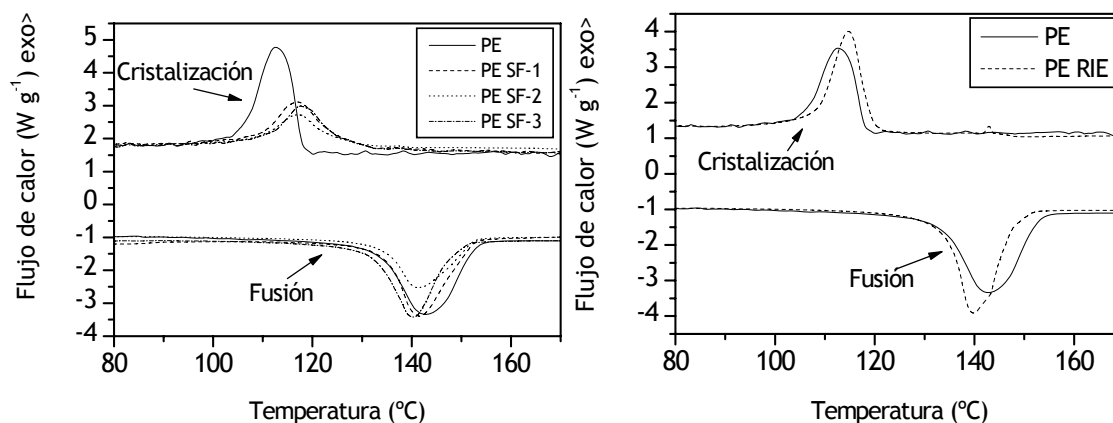 Flujo de calor (W g⁻¹) exo>
5
4
3
2
1
0
-1
-2
-3
-4
Cristalización
PE
PE SF-1
PE SF-2
PE SF-3
Fusión
80 100 120 140 160
Temperatura (ºC)
Flujo de calor (W g⁻¹) exo>
4
3
2
1
0
-1
-2
-3
-4
PE
PE RIE
Cristalización
Fusión
80 100 120 140 160
Temperatura (ºC)